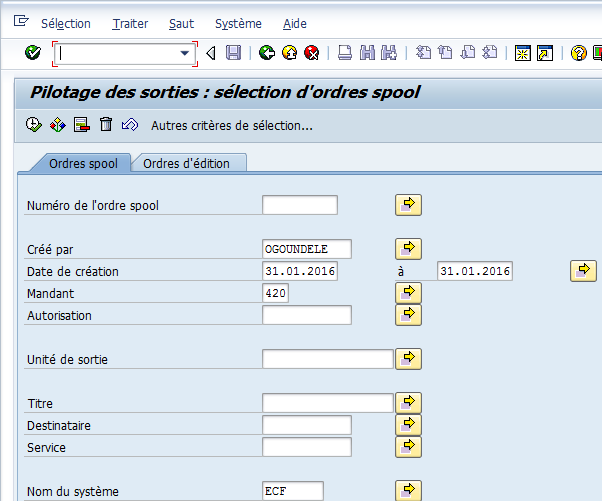 Sélection Traiter Saut Système Aide
Pilotage des sorties : sélection d'ordres spool
Autres critères de sélection...
Ordres spool Ordres d'édition
Numéro de l'ordre spool
Créé par OGOUNDELE
Date de création 31.01.2016 à 31.01.2016
Mandant 420
Autorisation
Unité de sortie
Titre
Destinataire
Service
Nom du système ECF